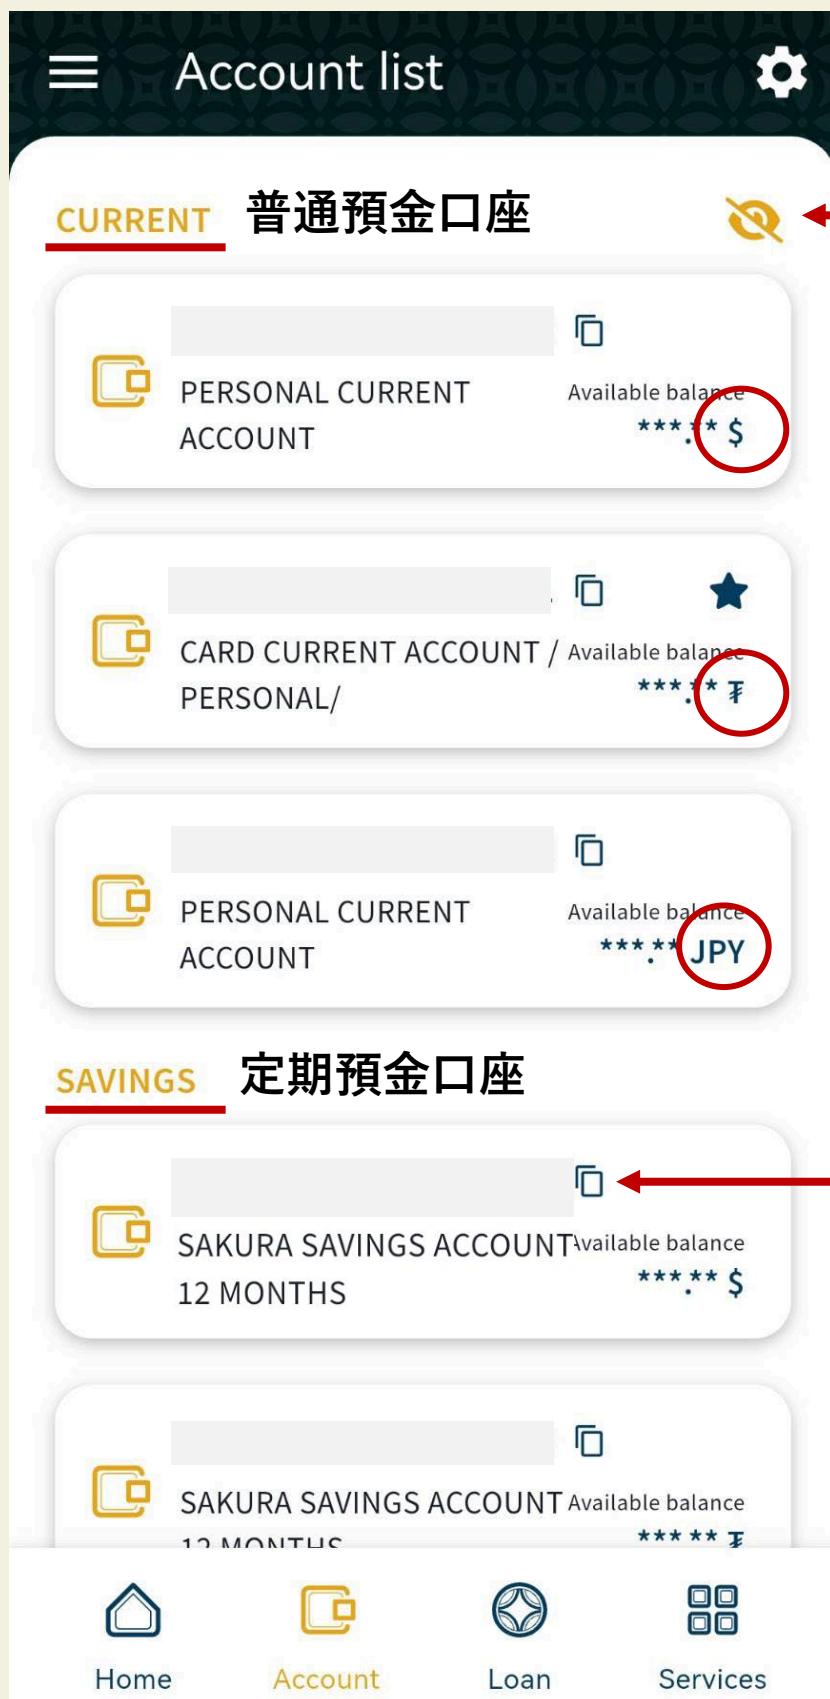 Account list
CURRENT 普通預金口座
PERSONAL CURRENT
ACCOUNT
Available balance
***.** $
CARD CURRENT ACCOUNT /
PERSONAL/
Available balance
***.** ₮
PERSONAL CURRENT
ACCOUNT
Available balance
***.** JPY
SAVINGS 定期預金口座
SAKURA SAVINGS ACCOUNT
12 MONTHS
Available balance
***.** $
SAKURA SAVINGS ACCOUNT
12 MONTHS
Available balance
***.** ₮
Home Account Loan Services